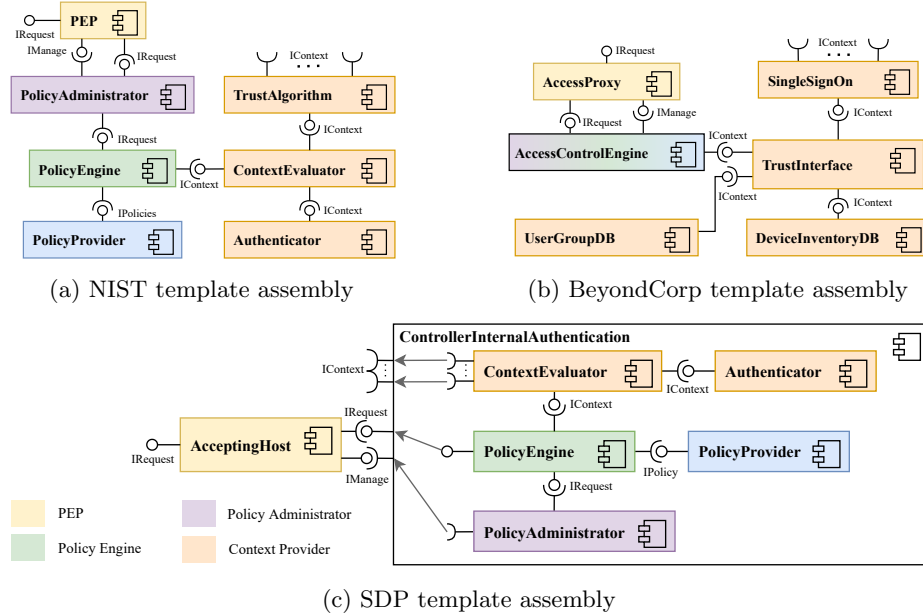 PEP
IRequest
IManage
IRequest
PolicyAdministrator
IRequest
PolicyEngine
IPolicies
PolicyProvider
IContext
...
TrustAlgorithm
IContext
ContextEvaluator
IContext
IContext
Authenticator
(a) NIST template assembly
IRequest
AccessProxy
IRequest
IManage
AccessControlEngine
IContext
...
SingleSignOn
IContext
IContext
TrustInterface
IContext
IContext
UserGroupDB
DeviceInventoryDB
(b) BeyondCorp template assembly
ControllerInternalAuthentication
IContext
ContextEvaluator
IContext
Authenticator
IContext
IRequest
AcceptingHost
IRequest
IManage
PolicyEngine
IPolicy
PolicyProvider
IRequest
PolicyAdministrator
PEP
Policy Administrator
Policy Engine
Context Provider
(c) SDP template assembly